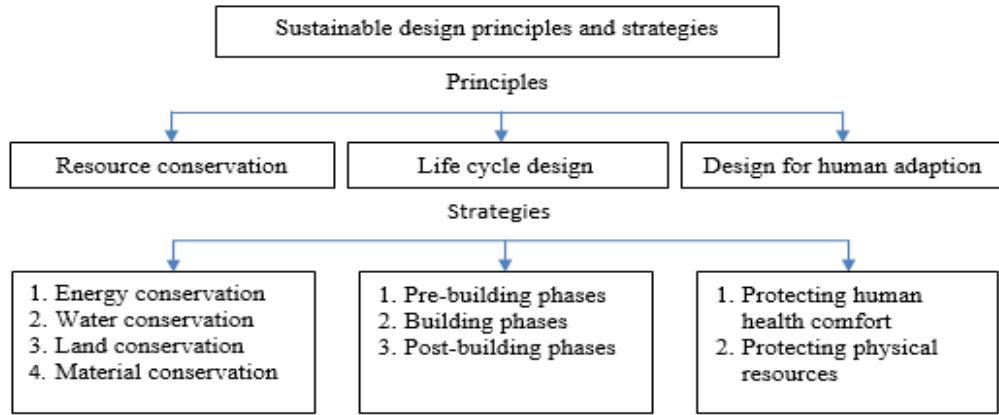 Sustainable design principles and strategies
Principles
Resource conservation
Life cycle design
Design for human adaption
Strategies
1. Energy conservation
2. Water conservation
3. Land conservation
4. Material conservation
1. Pre-building phases
2. Building phases
3. Post-building phases
1. Protecting human
health comfort
2. Protecting physical
resources